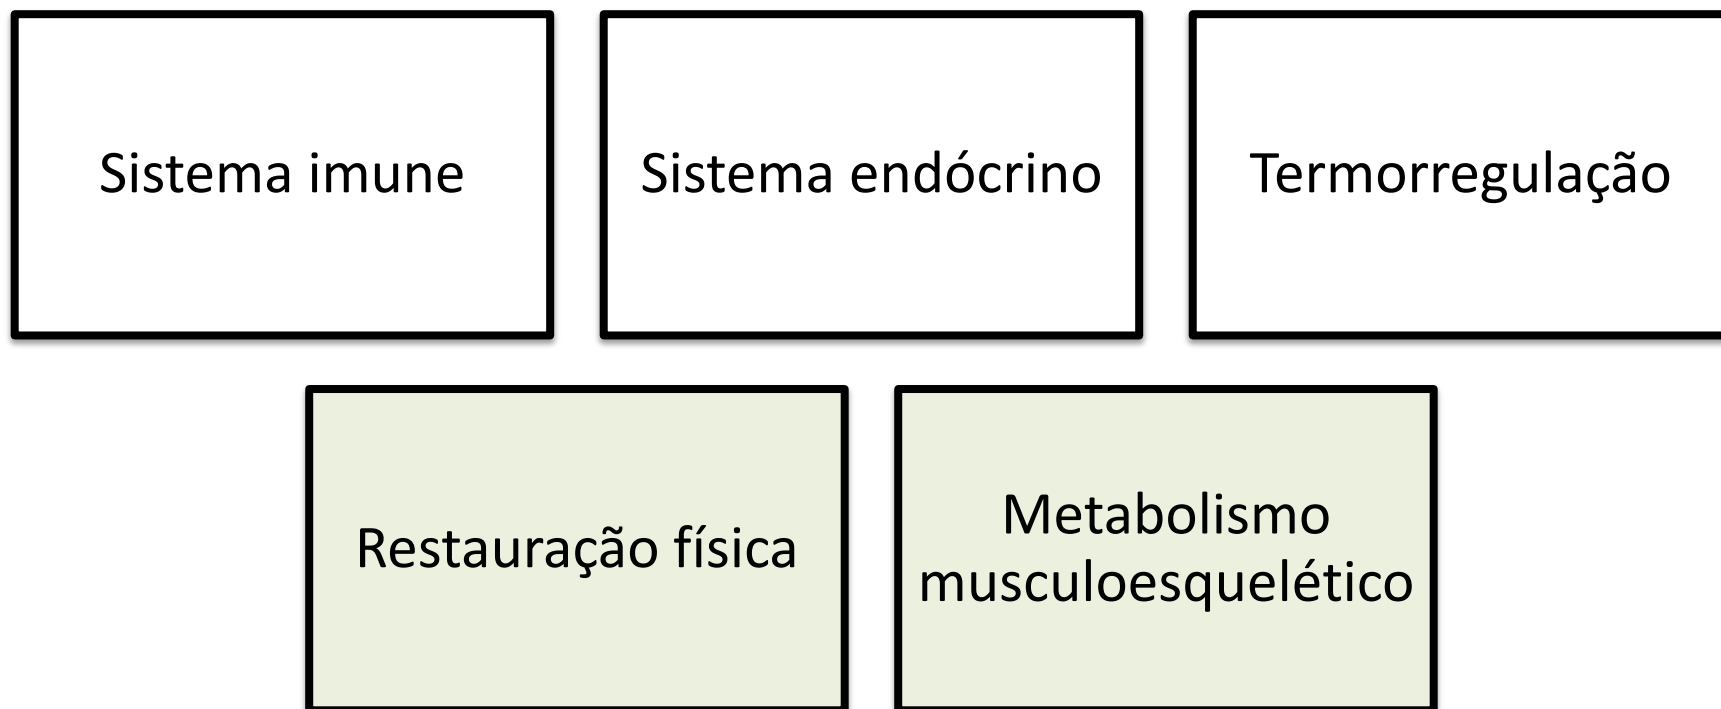 Sistema imune
Sistema endócrino
Termorregulação
Restauração física
Metabolismo
musculoesquelético